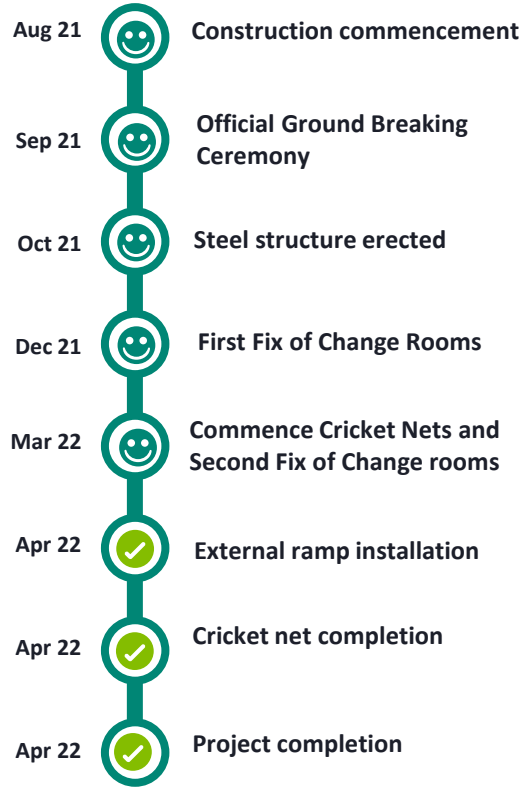 Aug 21
Construction commencement
Sep 21
Official Ground Breaking
Ceremony
Oct 21
Steel structure erected
Dec 21
First Fix of Change Rooms
Mar 22
Commence Cricket Nets and
Second Fix of Change rooms
Apr 22
External ramp installation
Apr 22
Cricket net completion
Apr 22
Project completion